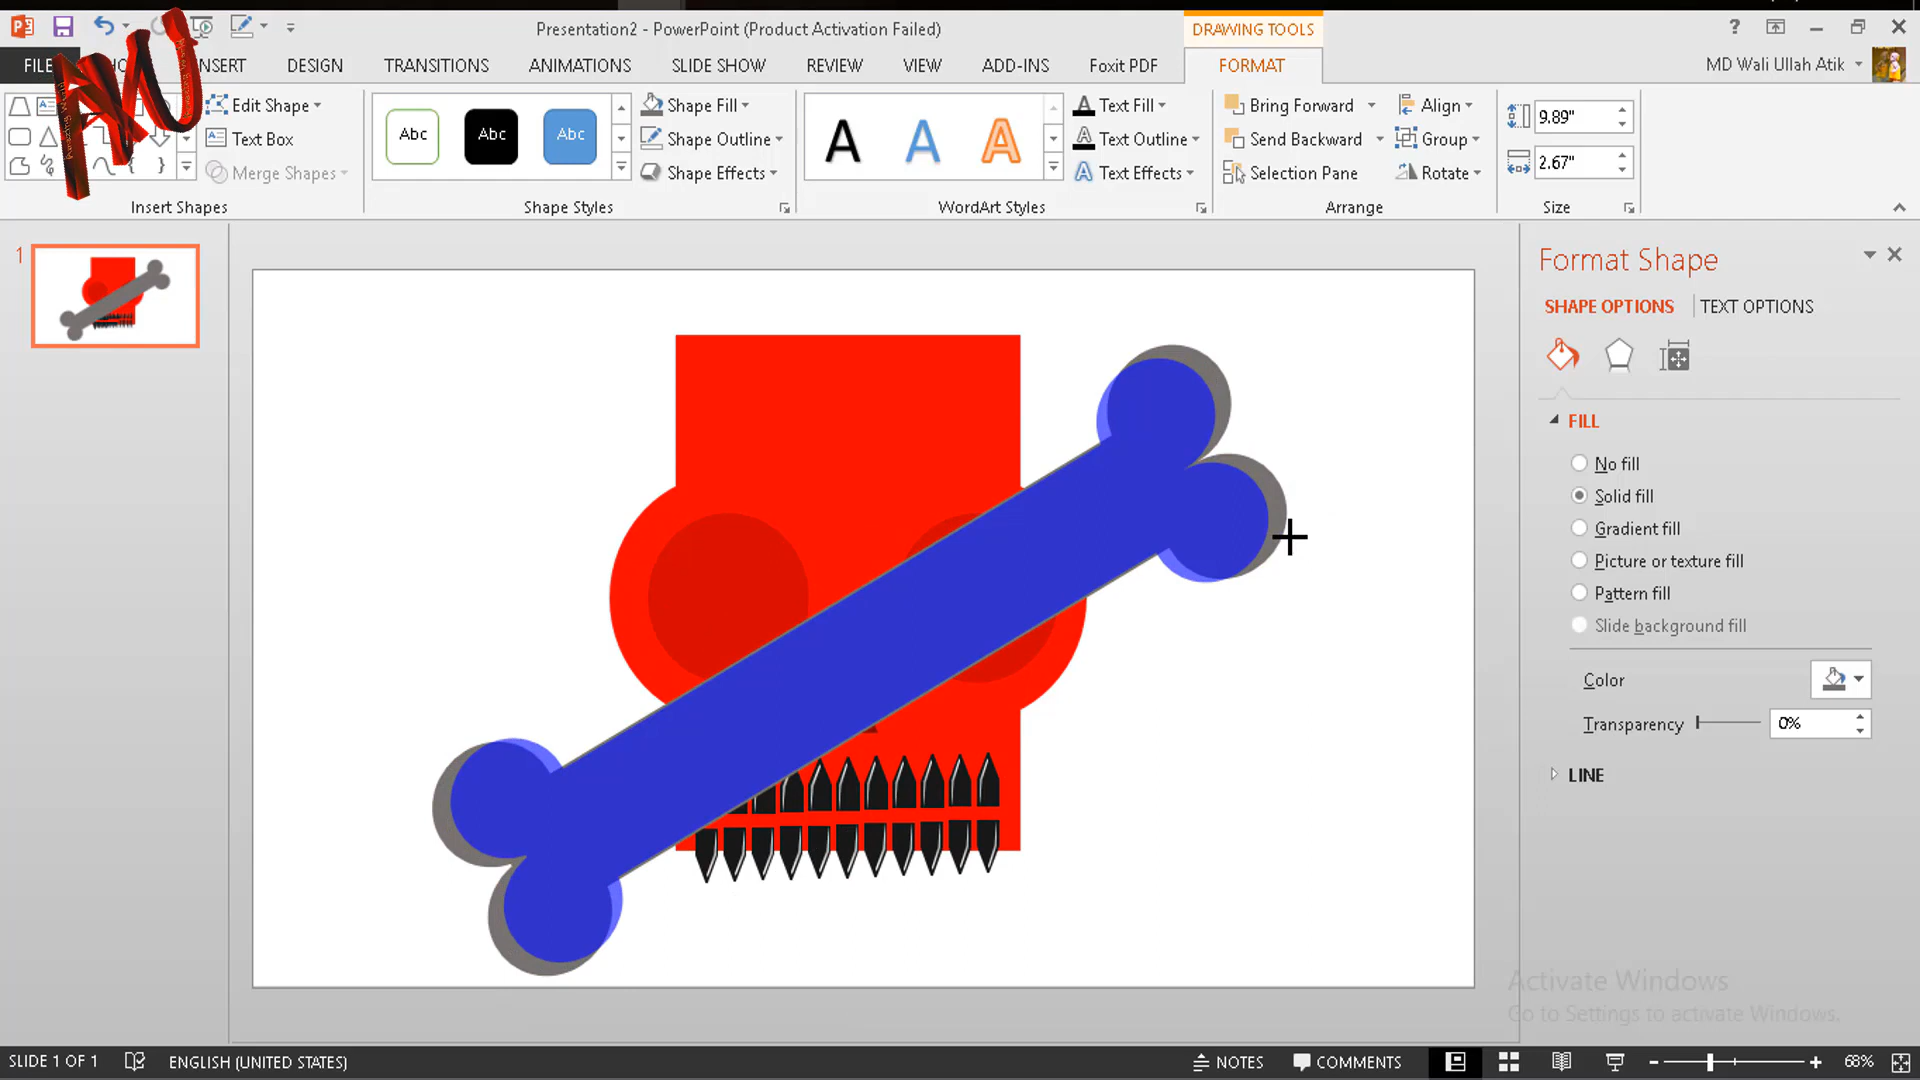 Presentation2 - PowerPoint (Product Activation Failed)
DRAWING TOOLS
?
FILE
INSERT
DESIGN
TRANSITIONS
ANIMATIONS
SLIDE SHOW
REVIEW
VIEW
ADD-INS
Foxit PDF
FORMAT
MD Wali Ullah Atik
Edit Shape
Text Box
Merge Shapes
Insert Shapes
Abc
Abc
Abc
Shape Fill
Shape Outline
Shape Effects
Shape Styles
A
A
A
Text Fill
Text Outline
Text Effects
WordArt Styles
Bring Forward
Send Backward
Selection Pane
Align
Group
Rotate
Arrange
9.89"
2.67"
Size
1
Format Shape
SHAPE OPTIONS
TEXT OPTIONS
FILL
No fill
Solid fill
Gradient fill
Picture or texture fill
Pattern fill
Slide background fill
Color
Transparency
0%
LINE
Activate Windows
Go to Settings to activate Windows.
SLIDE 1 OF 1
ENGLISH (UNITED STATES)
NOTES
COMMENTS
68%